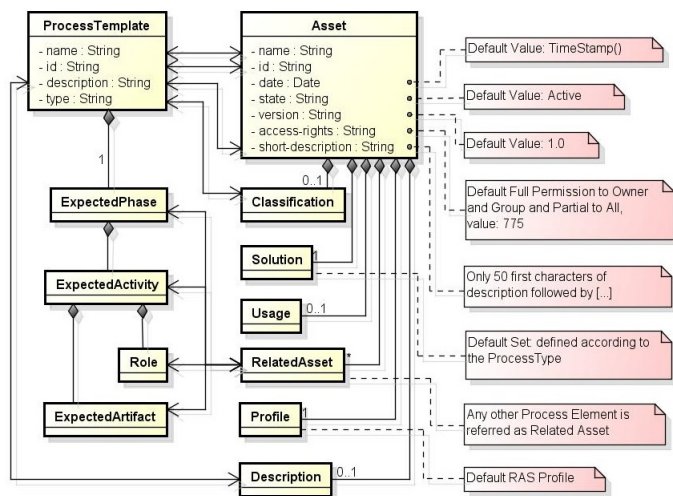 ProcessTemplate
- name : String
- id : String
- description : String
- type : String
Asset
- name : String
- id : String
- date : Date
- state : String
- version : String
- access-rights : String
- short-description : String
Default Value: TimeStamp()
Default Value: Active
Default Value: 1.0
Default Full Permission to Owner
and Group and Partial to All,
value: 775
Only 50 first characters of
description followed by [...]
Default Set: defined according to
the ProcessType
Any other Process Element is
referred as Related Asset
Default RAS Profile
1
0..1
ExpectedPhase
Classification
Solution
1
ExpectedActivity
Usage
0..1
Role
RelatedAsset
*
ExpectedArtifact
Profile
1
Description
0..1